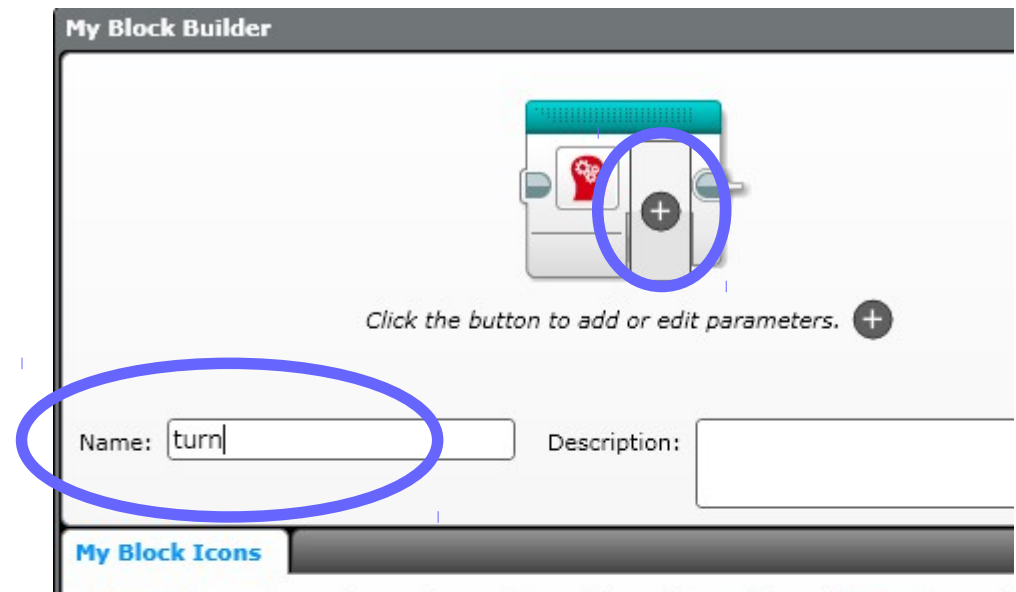 My Block Builder
Click the button to add or edit parameters.
Name: turn
Description:
My Block Icons